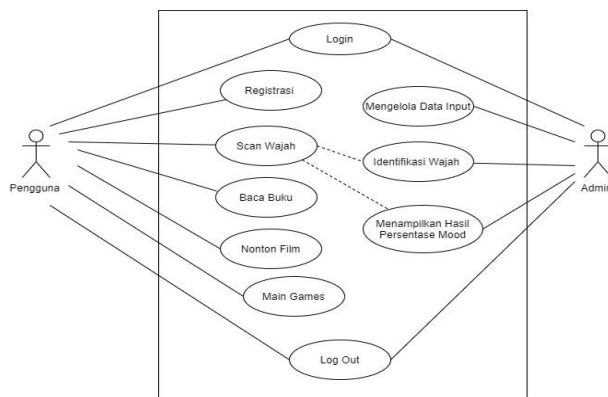 Login
Registrasi
Mengelola Data Input
Scan Wajah
Identifikasi Wajah
Pengguna
Admin
Baca Buku
Menampilkan Hasil
Persentase Mood
Nonton Film
Main Games
Log Out